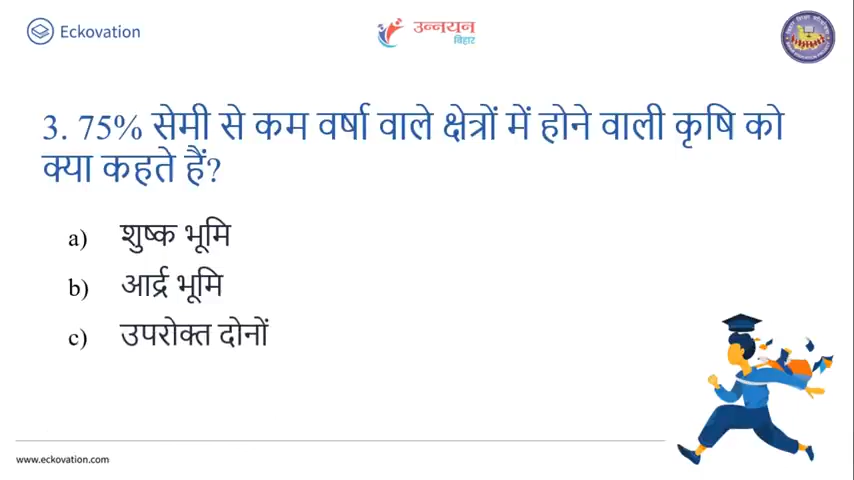 Eckovation
उन्नयन
बिहार
3. 75% सेमी से कम वर्षा वाले क्षेत्रों में होने वाली कृषि को
क्या कहते हैं?
a) शुष्क भूमि
b) आर्द्र भूमि
c) उपरोक्त दोनों
www.eckovation.com